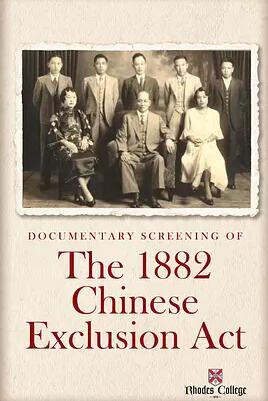 DOCUMENTARY SCREENING OF
The 1882
Chinese
Exclusion Act
Rhodes College